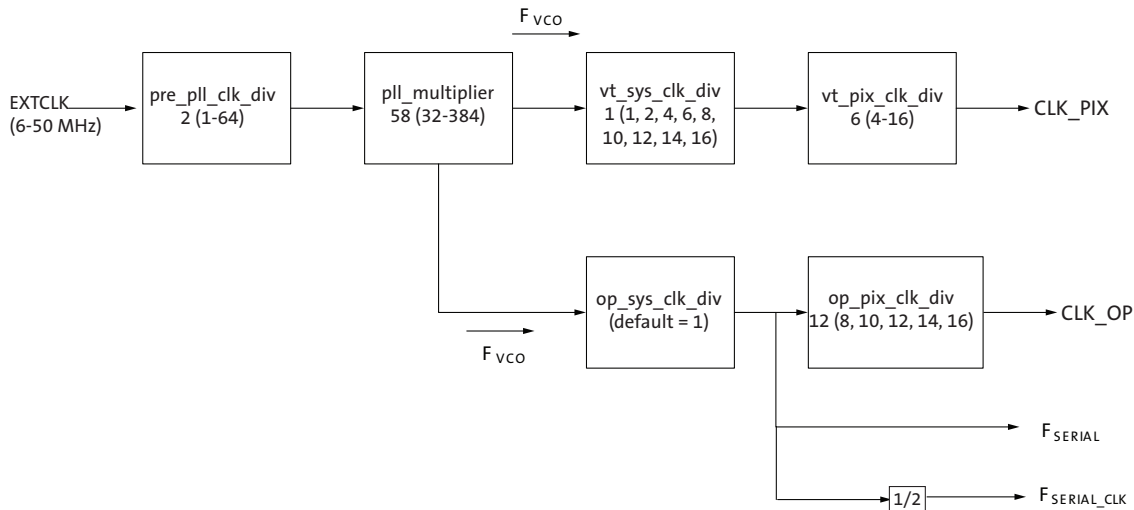 F VCO
EXTCLK
(6-50 MHz)
pre_pll_clk_div
2 (1-64)
pll_multiplier
58 (32-384)
vt_sys_clk_div
1 (1, 2, 4, 6, 8,
10, 12, 14, 16)
vt_pix_clk_div
6 (4-16)
CLK_PIX
F VCO
op_sys_clk_div
(default = 1)
op_pix_clk_div
12 (8, 10, 12, 14, 16)
CLK_OP
F SERIAL
1/2
F SERIAL_CLK